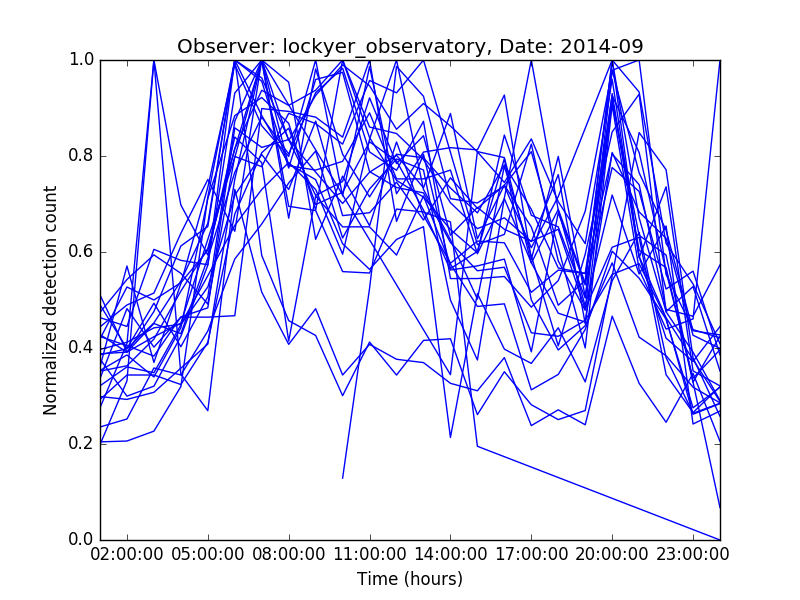 Observer: lockyer_observatory, Date: 2014-09
1.0
0.8
0.6
0.4
0.2
0.0
Normalized detection count
02:00:00 05:00:00 08:00:00 11:00:00 14:00:00 17:00:00 20:00:00 23:00:00
Time (hours)